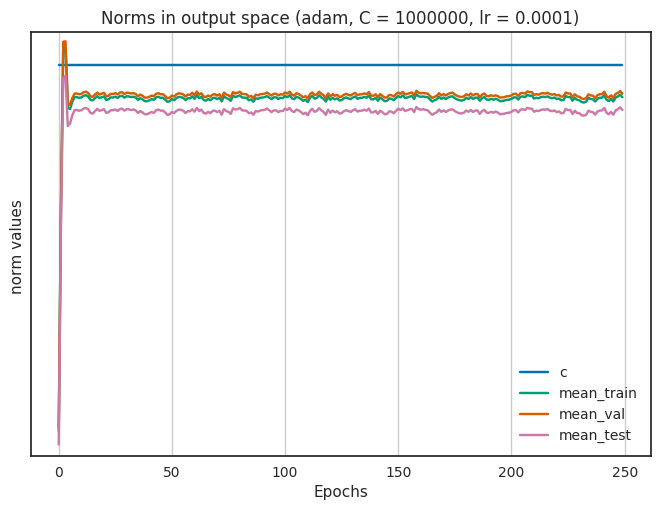 Norms in output space (adam, C = 1000000, lr = 0.0001)
norm values
c
mean_train
mean_val
mean_test
0 50 100 150 200 250
Epochs